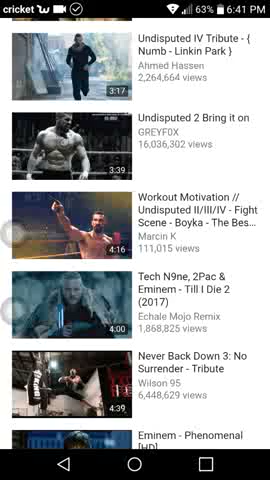 cricket 63% 6:41 PM
Undisputed IV Tribute - {
Numb - Linkin Park }
Ahmed Hassen
2,264,664 views
3:17
Undisputed 2 Bring it on
GREYF0X
16,036,302 views
3:39
Workout Motivation //
Undisputed II/III/IV - Fight
Scene - Boyka - The Bes...
Marcin K
111,015 views
4:16
Tech N9ne, 2Pac &
Eminem - Till I Die 2
(2017)
Echale Mojo Remix
1,868,825 views
4:00
Never Back Down 3: No
Surrender - Tribute
Wilson 95
6,448,629 views
4:39
Eminem - Phenomenal
[HD]